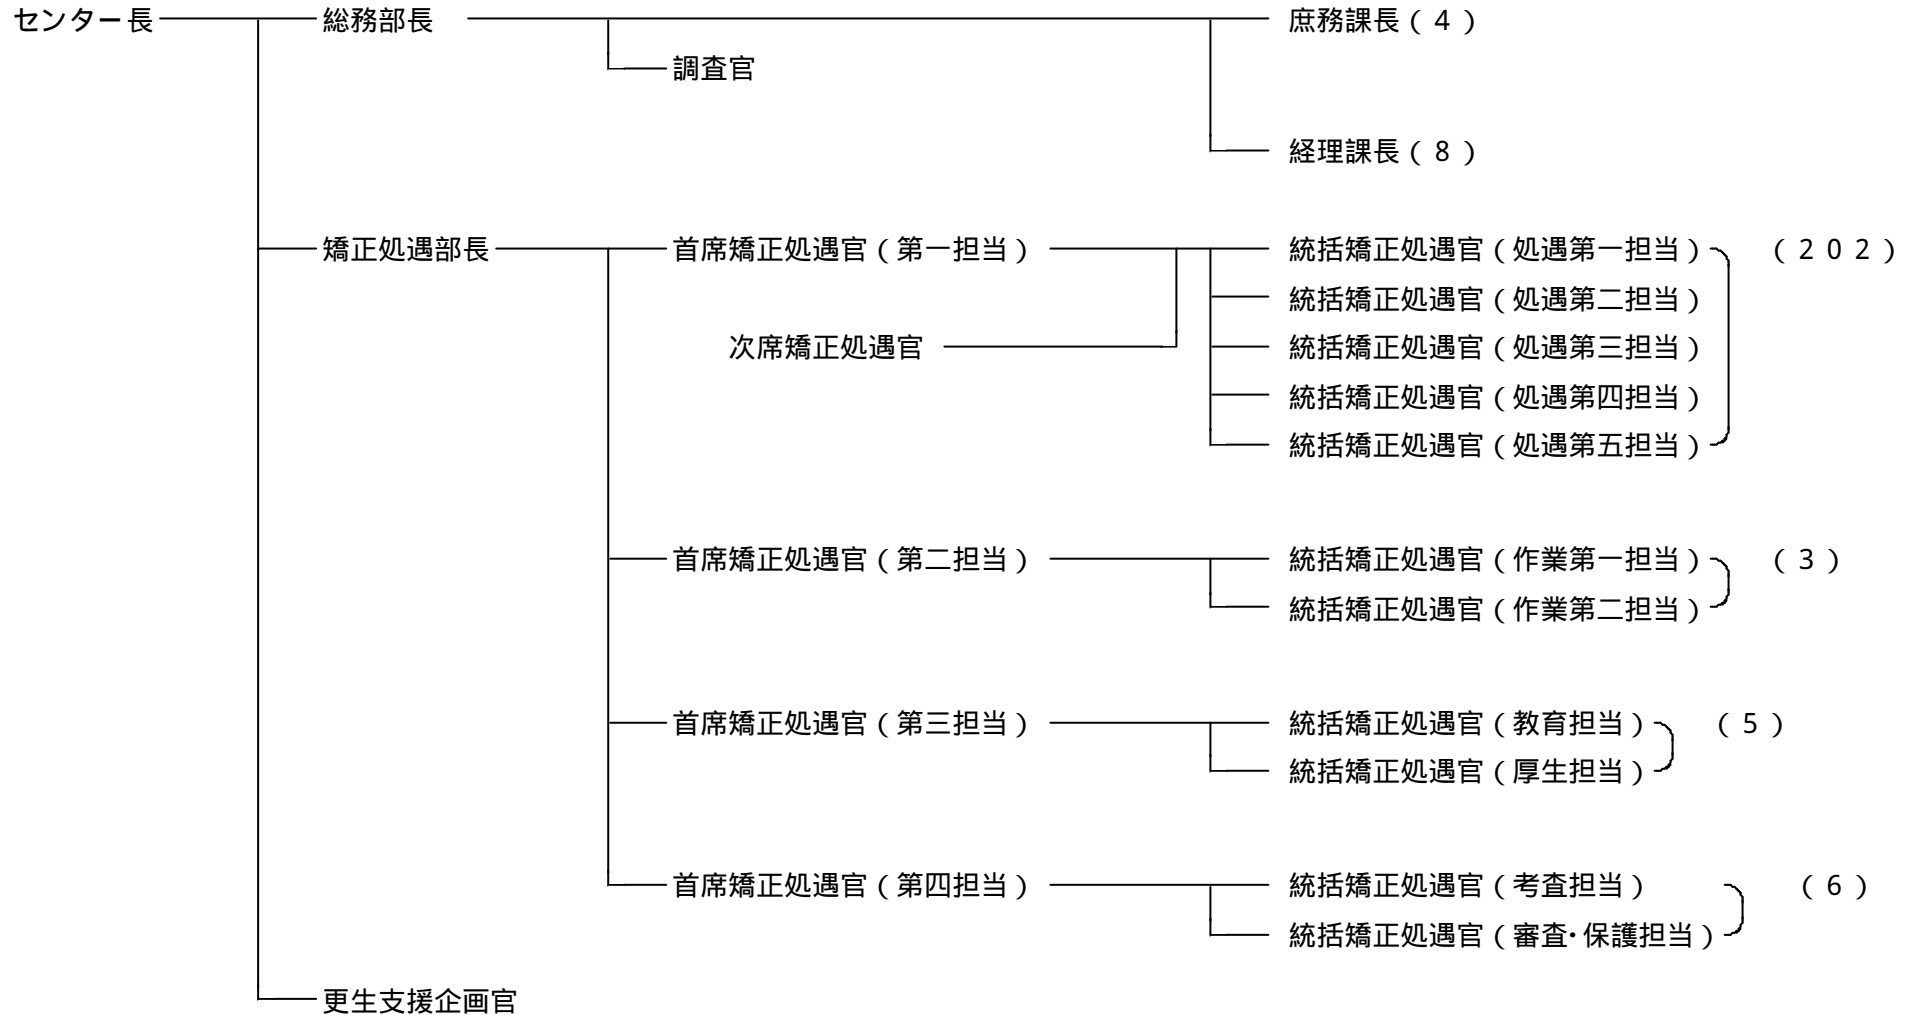 センター長 総務部長 庶務課長(4)
調査官
経理課長(8)
矯正処遇部長 首席矯正処遇官(第一担当) 統括矯正処遇官(処遇第一担当) (202)
統括矯正処遇官(処遇第二担当)
次席矯正処遇官 統括矯正処遇官(処遇第三担当)
統括矯正処遇官(処遇第四担当)
統括矯正処遇官(処遇第五担当)
首席矯正処遇官(第二担当) 統括矯正処遇官(作業第一担当) (3)
統括矯正処遇官(作業第二担当)
首席矯正処遇官(第三担当) 統括矯正処遇官(教育担当) (5)
統括矯正処遇官(厚生担当)
首席矯正処遇官(第四担当) 統括矯正処遇官(考査担当) (6)
統括矯正処遇官(審査・保護担当)
更生支援企画官